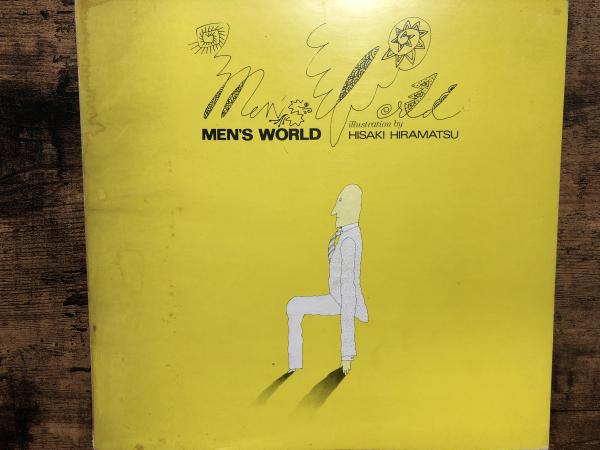 Men's World
MEN'S WORLD
illustration by
HISAKI HIRAMATSU